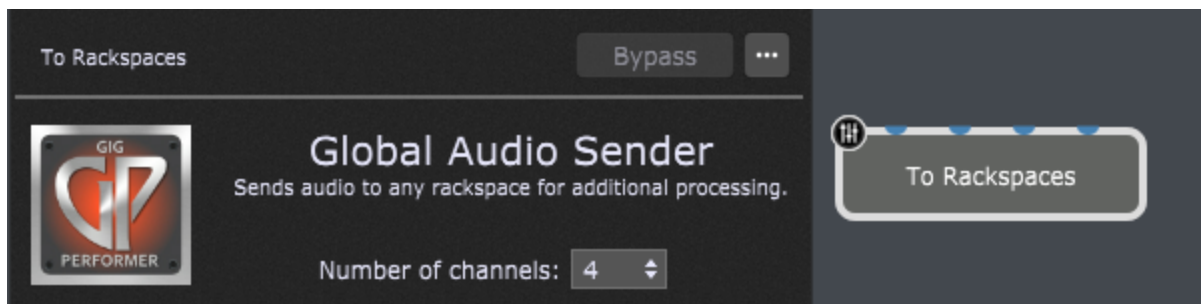 To Rackspaces
Bypass
...
GIG
GP
PERFORMER
Global Audio Sender
Sends audio to any rackspace for additional processing.
Number of channels: 4
To Rackspaces